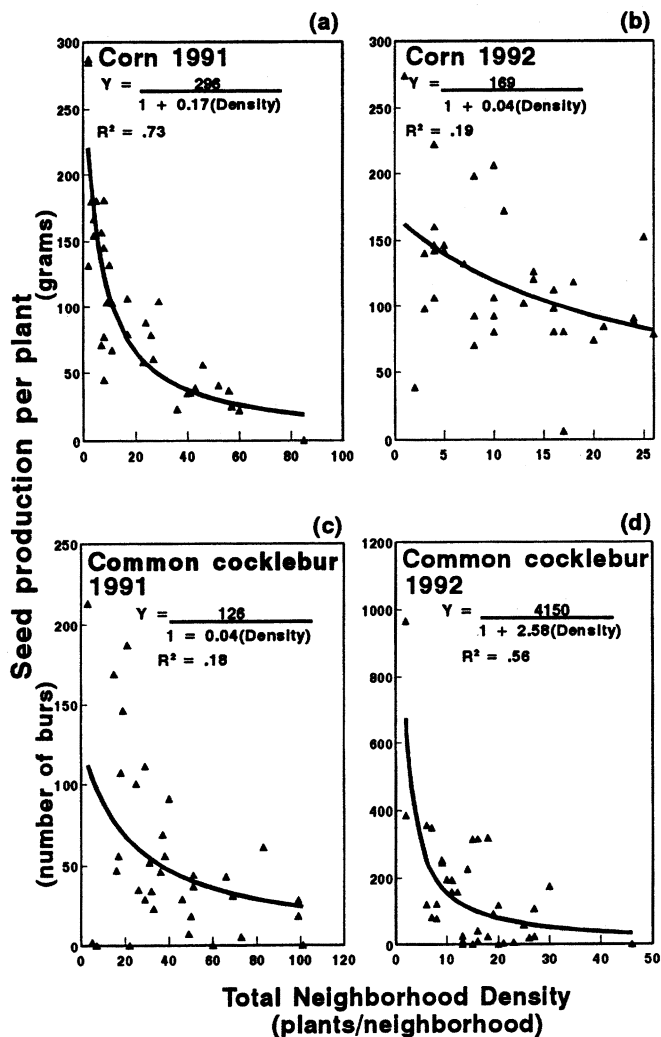 (a)
Corn 1991
Y = 296
1 + 0.17(Density)
R² = .73
300
250
200
150
100
50
0
0 20 40 60 80 100
(b)
Corn 1992
Y = 169
1 + 0.04(Density)
R² = .19
300
250
200
150
100
50
0
0 5 10 15 20 25
(c)
Common cocklebur
1991
Y = 126
1 = 0.04(Density)
R² = .18
250
200
150
100
50
0
0 20 40 60 80 100 120
(d)
Common cocklebur
1992
Y = 4150
1 + 2.58(Density)
R² = .56
1200
1000
800
600
400
200
0
0 10 20 30 40 50
Seed production per plant
(grams)
(number of burs)
Total Neighborhood Density
(plants/neighborhood)